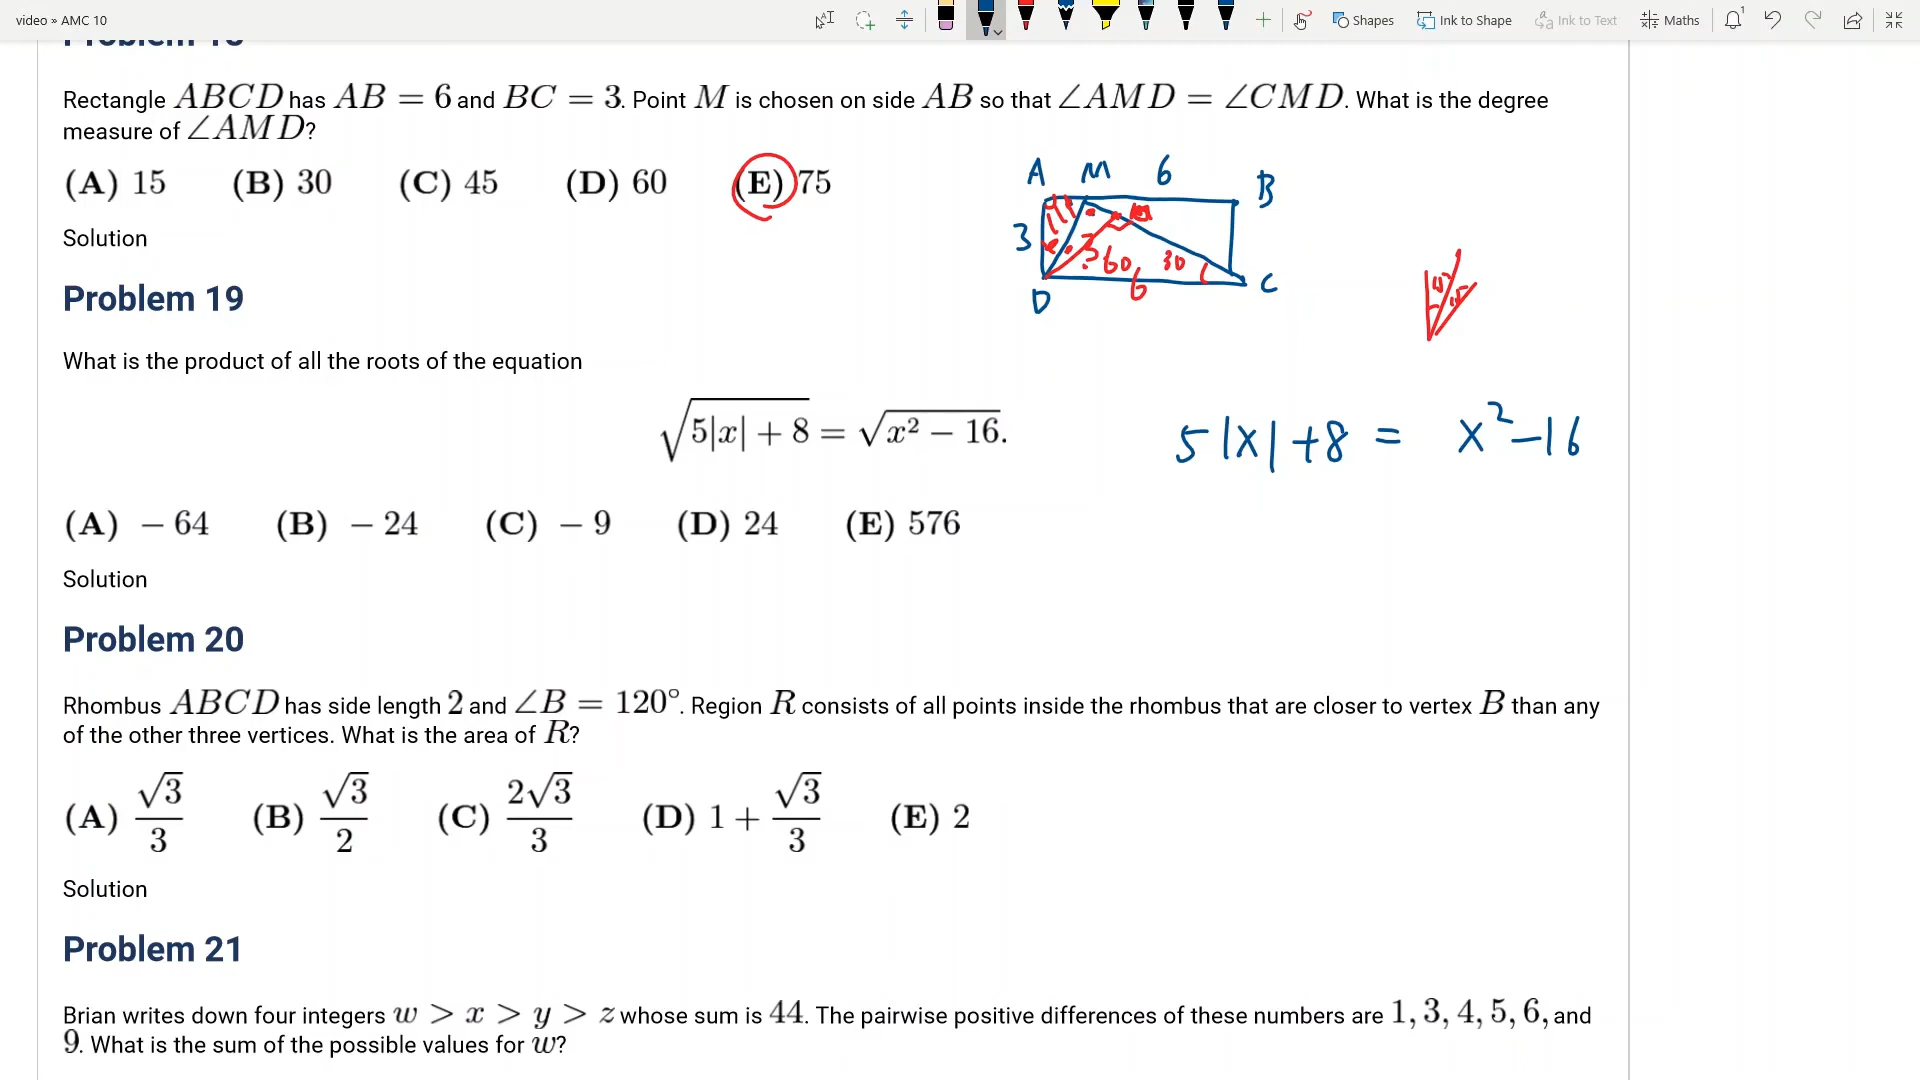 video » AMC 10
Shapes
Ink to Shape
Ink to Text
Maths
1
Rectangle ABCD has AB = 6 and BC = 3. Point M is chosen on side AB so that ∠AMD = ∠CMD. What is the degree
measure of ∠AMD?
(A) 15 (B) 30 (C) 45 (D) 60 (E) 75
A M 6 B
3
? 60 30
D 6 C
15 15
Solution
Problem 19
What is the product of all the roots of the equation
√(5|x| + 8) = √(x² − 16).
5|x| + 8 = x² − 16
(A) − 64 (B) − 24 (C) − 9 (D) 24 (E) 576
Solution
Problem 20
Rhombus ABCD has side length 2 and ∠B = 120°. Region R consists of all points inside the rhombus that are closer to vertex B than any
of the other three vertices. What is the area of R?
(A) √3/3 (B) √3/2 (C) 2√3/3 (D) 1 + √3/3 (E) 2
Solution
Problem 21
Brian writes down four integers w > x > y > z whose sum is 44. The pairwise positive differences of these numbers are 1, 3, 4, 5, 6, and
9. What is the sum of the possible values for w?